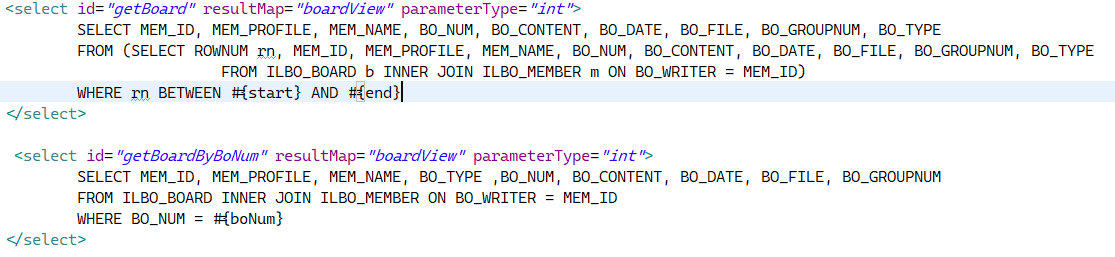 <select id="getBoard" resultMap="boardView" parameterType="int">
SELECT MEM_ID, MEM_PROFILE, MEM_NAME, BO_NUM, BO_CONTENT, BO_DATE, BO_FILE, BO_GROUPNUM, BO_TYPE
FROM (SELECT ROWNUM rn, MEM_ID, MEM_PROFILE, MEM_NAME, BO_NUM, BO_CONTENT, BO_DATE, BO_FILE, BO_GROUPNUM, BO_TYPE
FROM ILBO_BOARD b INNER JOIN ILBO_MEMBER m ON BO_WRITER = MEM_ID)
WHERE rn BETWEEN #{start} AND #{end}
</select>
<select id="getBoardByBoNum" resultMap="boardView" parameterType="int">
SELECT MEM_ID, MEM_PROFILE, MEM_NAME, BO_TYPE ,BO_NUM, BO_CONTENT, BO_DATE, BO_FILE, BO_GROUPNUM
FROM ILBO_BOARD INNER JOIN ILBO_MEMBER ON BO_WRITER = MEM_ID
WHERE BO_NUM = #{boNum}
</select>